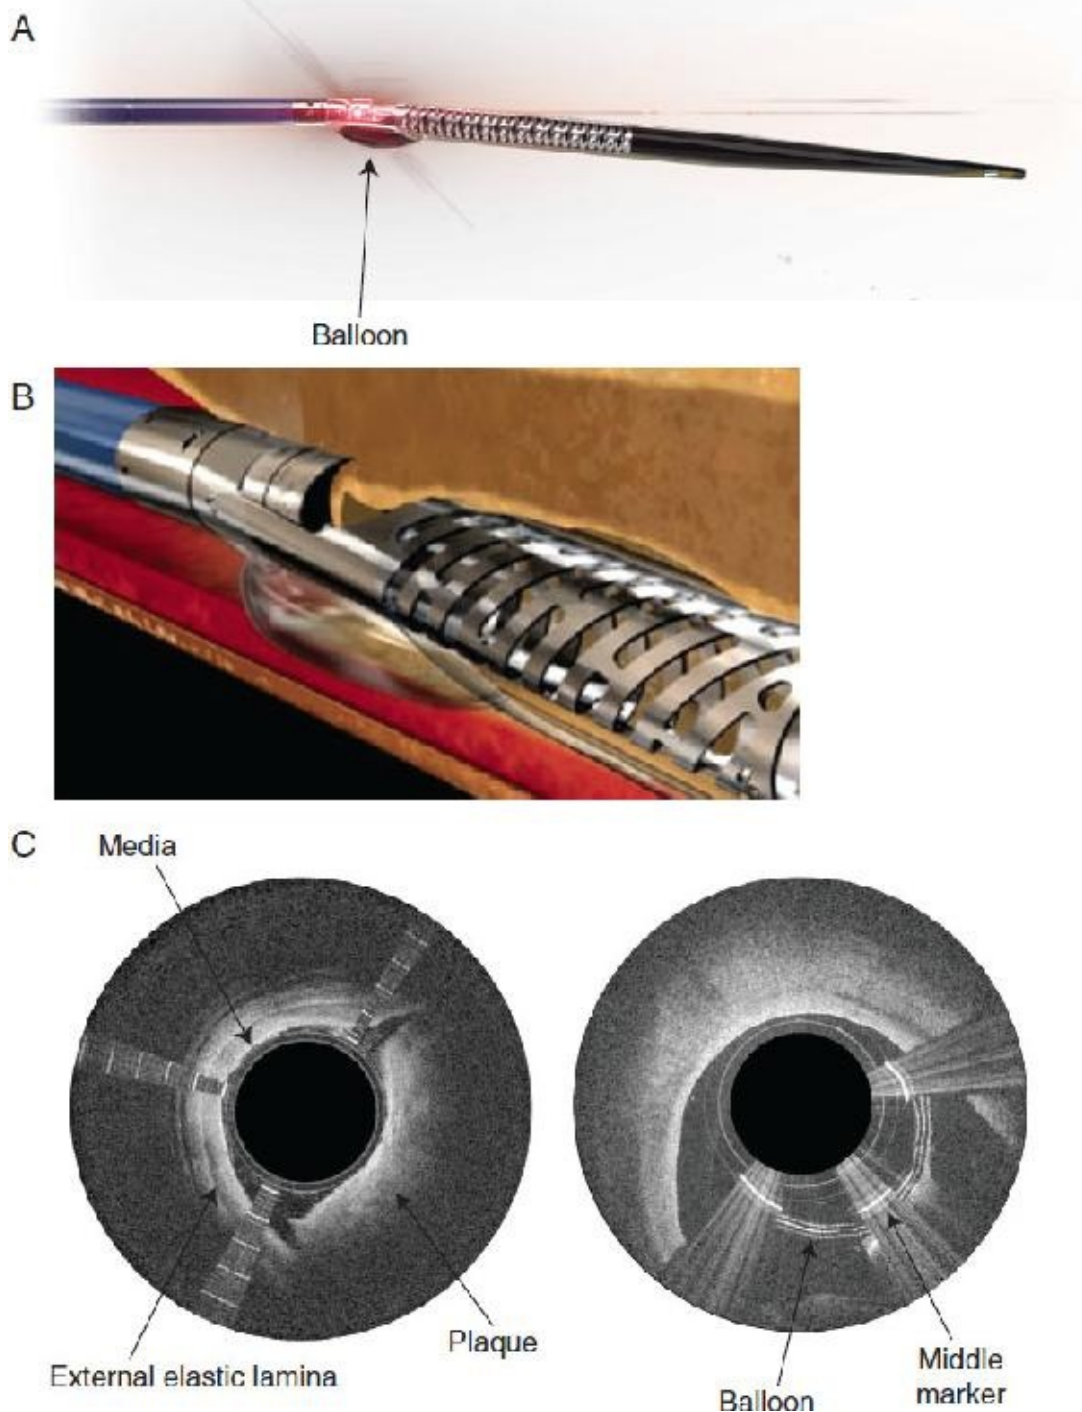 A
Balloon
B
C
Media
External elastic lamina
Plaque
Balloon
Middle
marker